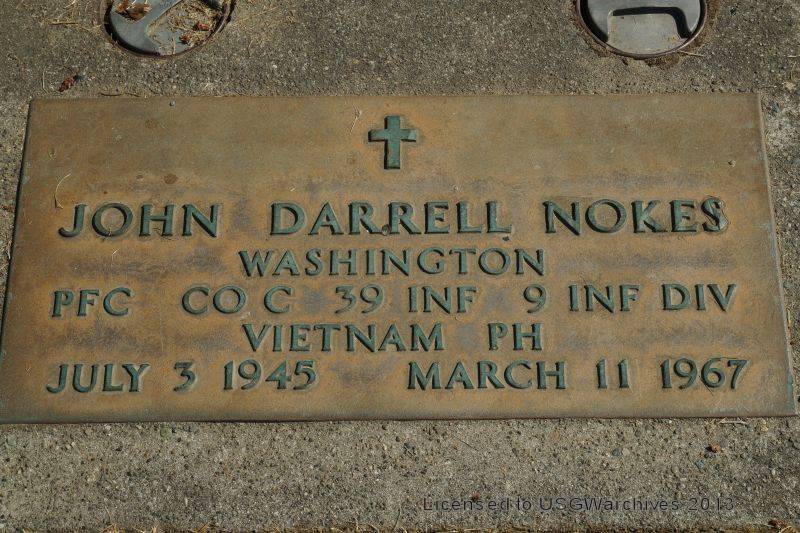 JOHN DARRELL NOKES
WASHINGTON
PFC CO C 39 INF 9 INF DIV
VIETNAM PH
JULY 3 1945 MARCH 11 1967
Licensed to USGWarchives 2013